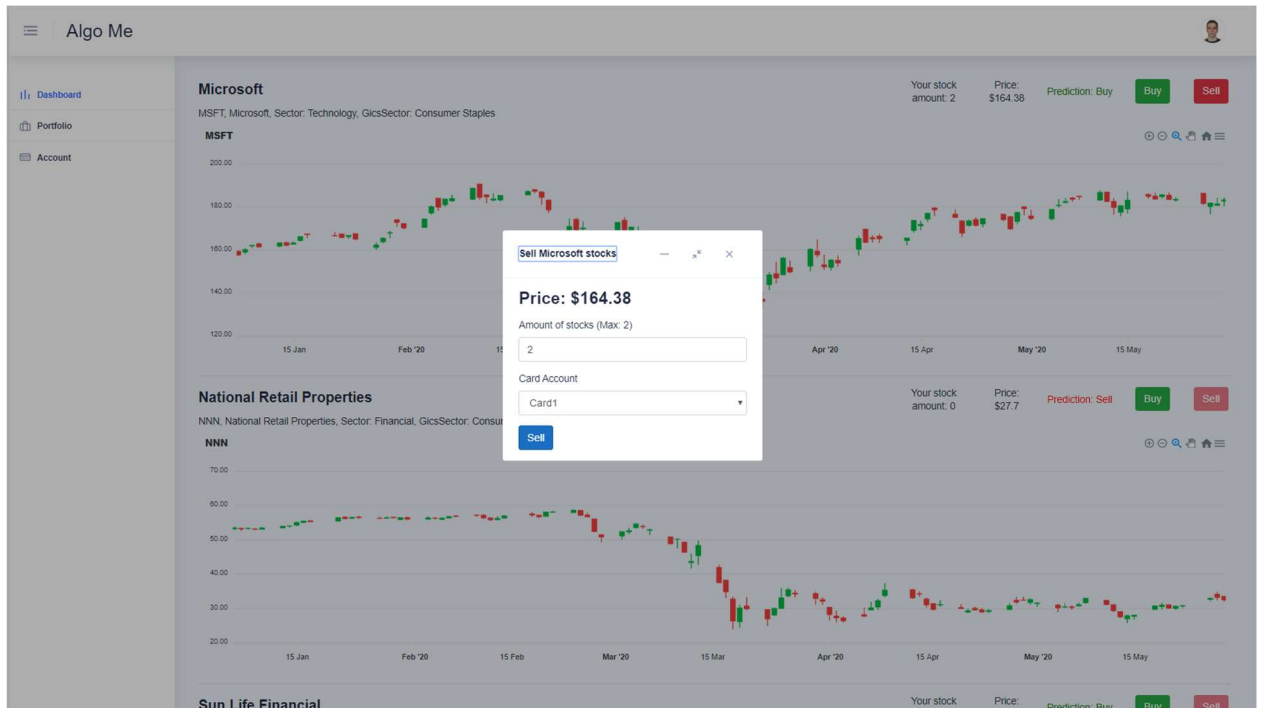 Algo Me
Dashboard
Portfolio
Account
Microsoft
MSFT, Microsoft, Sector: Technology, GicsSector: Consumer Staples
Your stock
amount: 2
Price:
$164.38
Prediction: Buy
Buy
Sell
MSFT
200.00
180.00
160.00
140.00
120.00
15 Jan
Feb '20
15
Apr '20
15 Apr
May '20
15 May
Sell Microsoft stocks
Price: $164.38
Amount of stocks (Max: 2)
2
Card Account
Card1
Sell
National Retail Properties
NNN, National Retail Properties, Sector: Financial, GicsSector: Consu
Your stock
amount: 0
Price:
$27.7
Prediction: Sell
Buy
Sell
NNN
70.00
60.00
50.00
40.00
30.00
20.00
15 Jan
Feb '20
15 Feb
Mar '20
15 Mar
Apr '20
15 Apr
May '20
15 May
Sun Life Financial
Your stock
Price:
Prediction: Buy
Buy
Sell